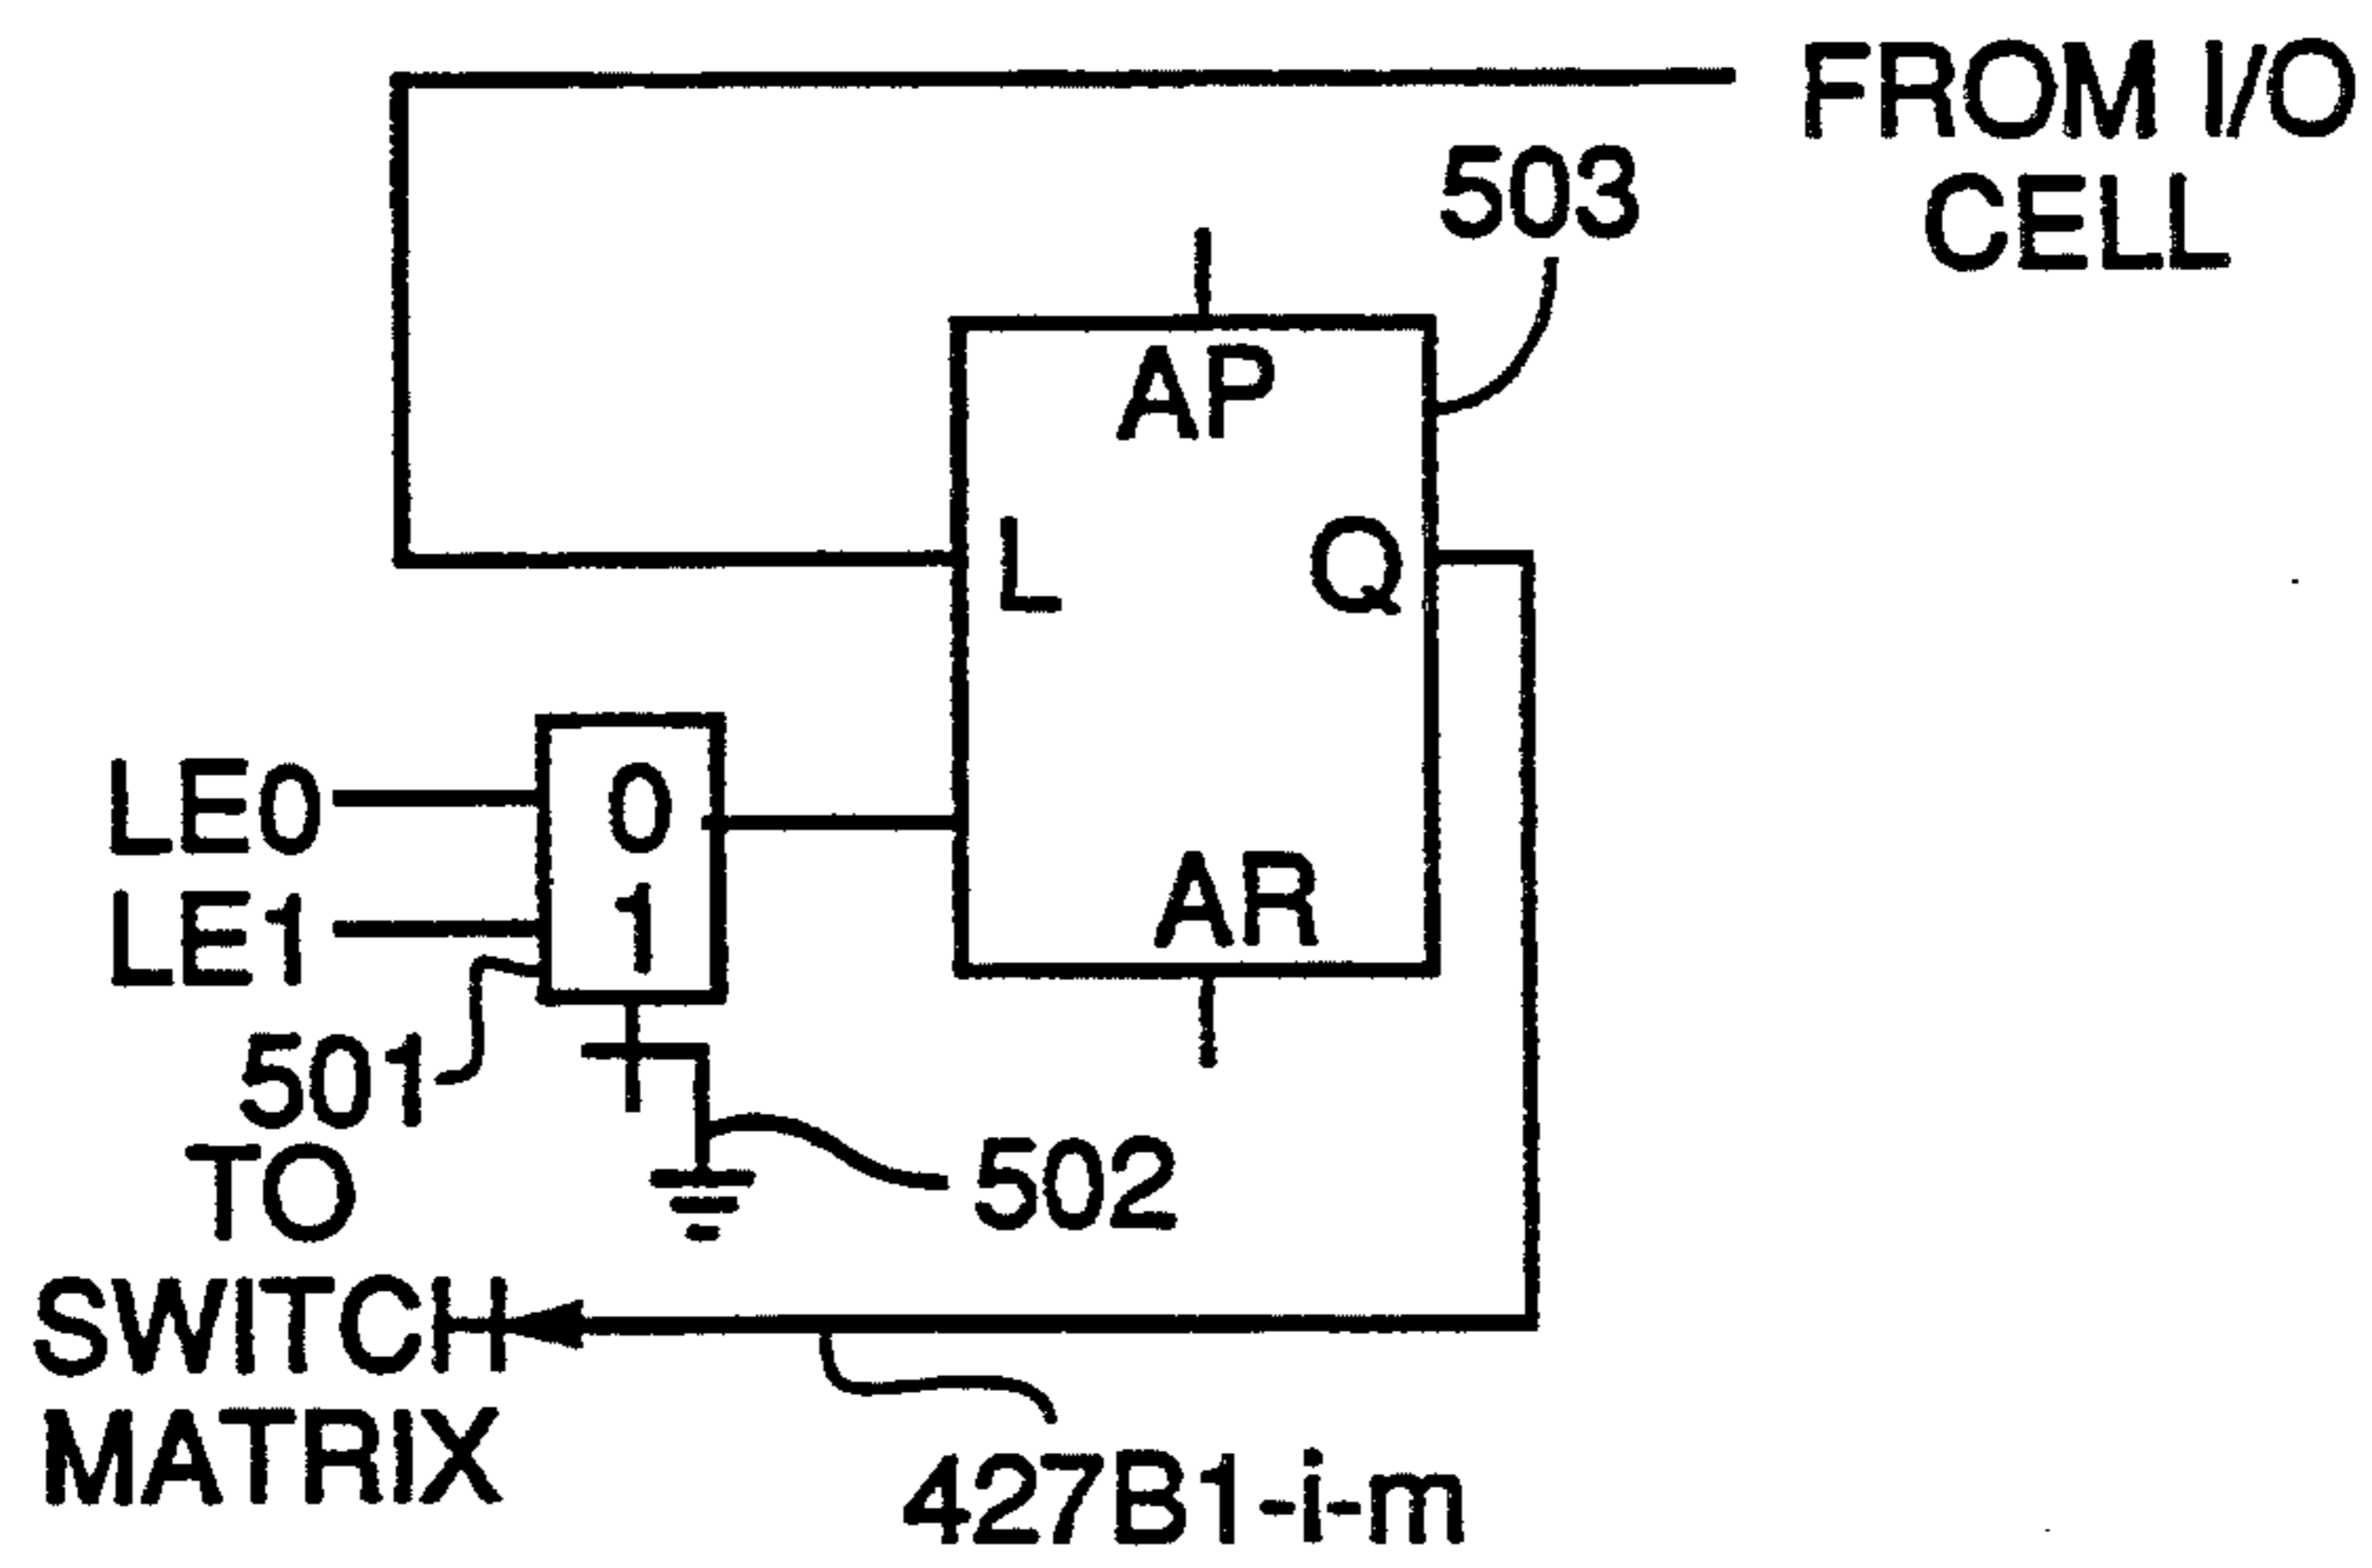 FROM I/O
CELL
503
AP
L
Q
LE0
0
LE1
1
AR
501
502
TO
SWITCH
MATRIX
427B1-i-m